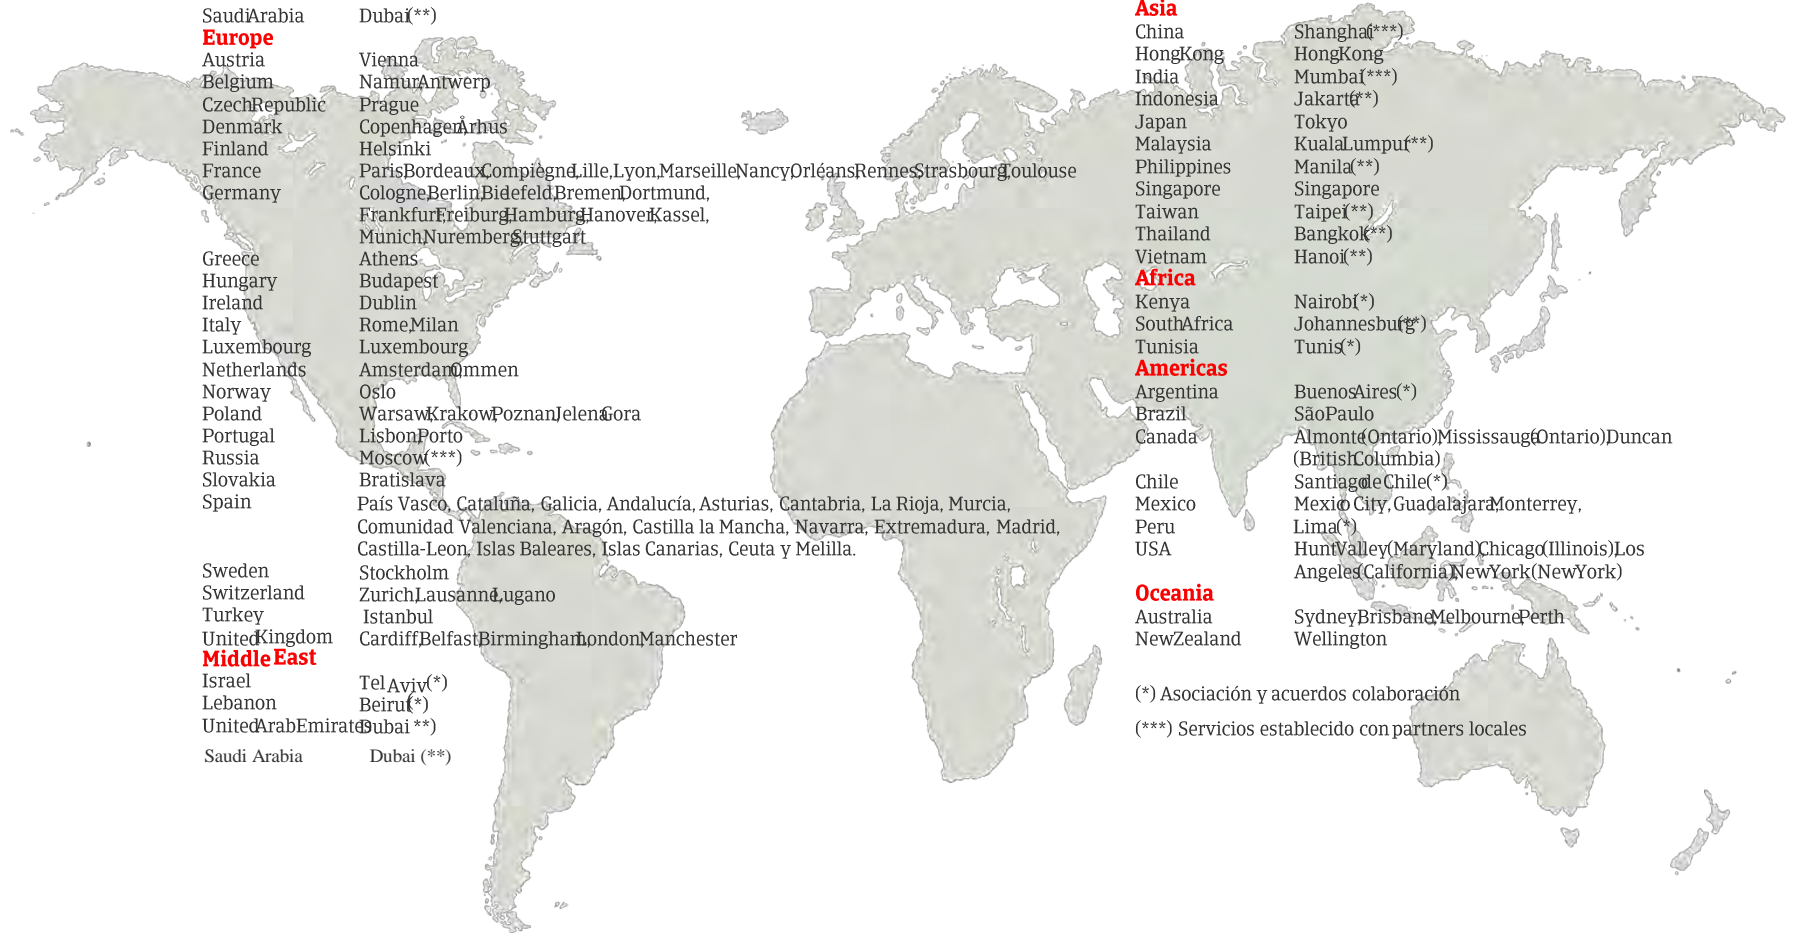 Saudi Arabia Dubai (**)
Europe
Austria Vienna
Belgium Namur, Antwerp
Czech Republic Prague
Denmark Copenhagen, Århus
Finland Helsinki
France Paris, Bordeaux, Compiègne, Lille, Lyon, Marseille, Nancy, Orléans, Rennes, Strasbourg, Toulouse
Germany Cologne, Berlin, Bielefeld, Bremen, Dortmund,
Frankfurt, Freiburg, Hamburg, Hanover, Kassel,
Munich, Nuremberg, Stuttgart
Greece Athens
Hungary Budapest
Ireland Dublin
Italy Rome, Milan
Luxembourg Luxembourg
Netherlands Amsterdam, Ommen
Norway Oslo
Poland Warsaw, Krakow, Poznan, Jelena Gora
Portugal Lisbon, Porto
Russia Moscow (***)
Slovakia Bratislava
Spain País Vasco, Cataluña, Galicia, Andalucía, Asturias, Cantabria, La Rioja, Murcia,
Comunidad Valenciana, Aragón, Castilla la Mancha, Navarra, Extremadura, Madrid,
Castilla-Leon, Islas Baleares, Islas Canarias, Ceuta y Melilla.
Sweden Stockholm
Switzerland Zurich, Lausanne, Lugano
Turkey Istanbul
United Kingdom Cardiff, Belfast, Birmingham, London, Manchester
Middle East
Israel Tel Aviv (*)
Lebanon Beirut (*)
United Arab Emirates Dubai **)
Saudi Arabia Dubai (**)
Asia
China Shanghai (***)
Hong Kong Hong Kong
India Mumbai (***)
Indonesia Jakarta (**)
Japan Tokyo
Malaysia Kuala Lumpur (**)
Philippines Manila (**)
Singapore Singapore
Taiwan Taipei (**)
Thailand Bangkok (**)
Vietnam Hanoi (**)
Africa
Kenya Nairobi (*)
South Africa Johannesburg (**)
Tunisia Tunis (*)
Americas
Argentina Buenos Aires (*)
Brazil São Paulo
Canada Almonte (Ontario), Mississauga (Ontario), Duncan
(British Columbia)
Chile Santiago de Chile (*)
Mexico Mexico City, Guadalajara, Monterrey,
Peru Lima (*)
USA Hunt Valley (Maryland), Chicago (Illinois), Los
Angeles (California), New York (New York)
Oceania
Australia Sydney, Brisbane, Melbourne, Perth
New Zealand Wellington
(*) Asociación y acuerdos colaboración
(***) Servicios establecido con partners locales